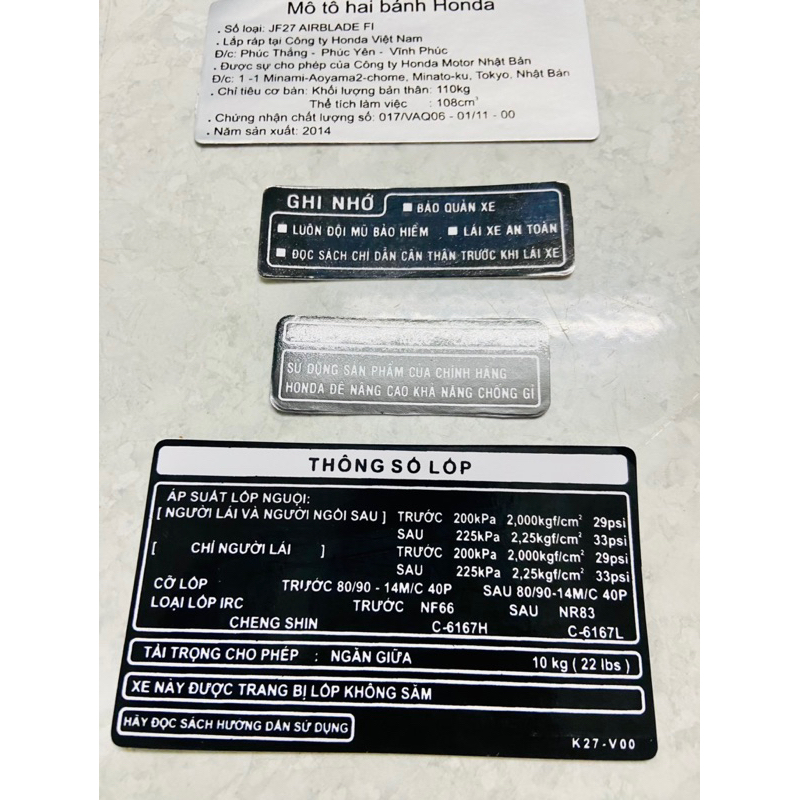 Mô tô hai bánh Honda
. Số loại: JF27 AIRBLADE FI
. Lắp ráp tại Công ty Honda Việt Nam
Đ/c: Phúc Thắng - Phúc Yên - Vĩnh Phúc
. Được sự cho phép của Công ty Honda Motor Nhật Bản
Đ/c: 1 -1 Minami-Aoyama2-chome, Minato-ku, Tokyo, Nhật Bản
. Chỉ tiêu cơ bản: Khối lượng bản thân: 110kg
Thể tích làm việc : 108cm³
. Chứng nhận chất lượng số: 017/VAQ06 - 01/11 - 00
. Năm sản xuất: 2014
GHI NHỚ ■ BẢO QUẢN XE
■ LUÔN ĐỘI MŨ BẢO HIỂM ■ LÁI XE AN TOÀN
■ ĐỌC SÁCH CHỈ DẪN CẨN THẬN TRƯỚC KHI LÁI XE
SỬ DỤNG SẢN PHẨM CỦA CHÍNH HÃNG
HONDA ĐỂ NÂNG CAO KHẢ NĂNG CHỐNG GỈ
THÔNG SỐ LỐP
ÁP SUẤT LỐP NGUỘI:
[ NGƯỜI LÁI VÀ NGƯỜI NGỒI SAU ] TRƯỚC 200kPa 2,000kgf/cm² 29psi
SAU 225kPa 2,25kgf/cm² 33psi
[ CHỈ NGƯỜI LÁI ] TRƯỚC 200kPa 2,000kgf/cm² 29psi
SAU 225kPa 2,25kgf/cm² 33psi
CỠ LỐP TRƯỚC 80/90 - 14M/C 40P SAU 80/90-14M/C 40P
LOẠI LỐP IRC TRƯỚC NF66 SAU NR83
CHENG SHIN C-6167H C-6167L
TẢI TRỌNG CHO PHÉP : NGĂN GIỮA 10 kg ( 22 lbs )
XE NÀY ĐƯỢC TRANG BỊ LỐP KHÔNG SĂM
HÃY ĐỌC SÁCH HƯỚNG DẪN SỬ DỤNG
K27-V00